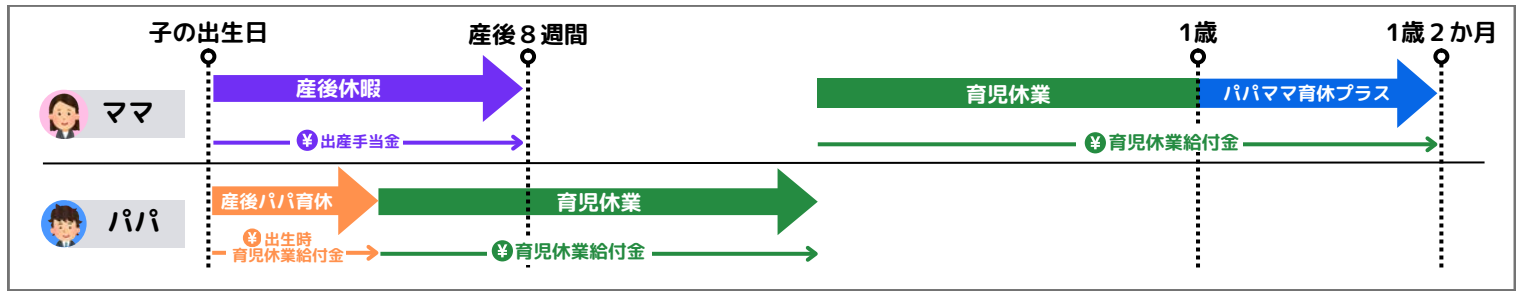 子の出生日
産後８週間
1歳
1歳２か月
ママ
産後休暇
育児休業
パパママ育休プラス
¥出産手当金
¥育児休業給付金
パパ
産後パパ育休
育児休業
¥出生時
育児休業給付金
¥育児休業給付金